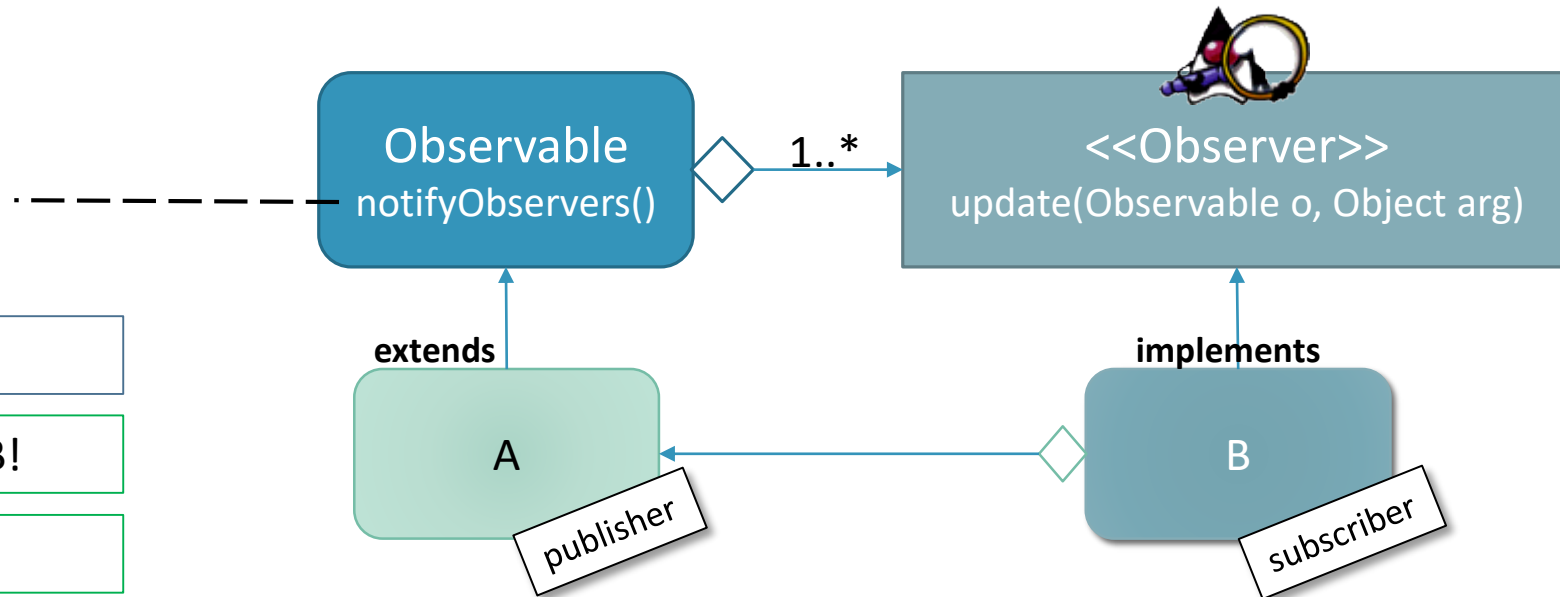 Observable
notifyObservers()
1..*
<<Observer>>
update(Observable o, Object arg)
extends
implements
B!
A
B
publisher
subscriber